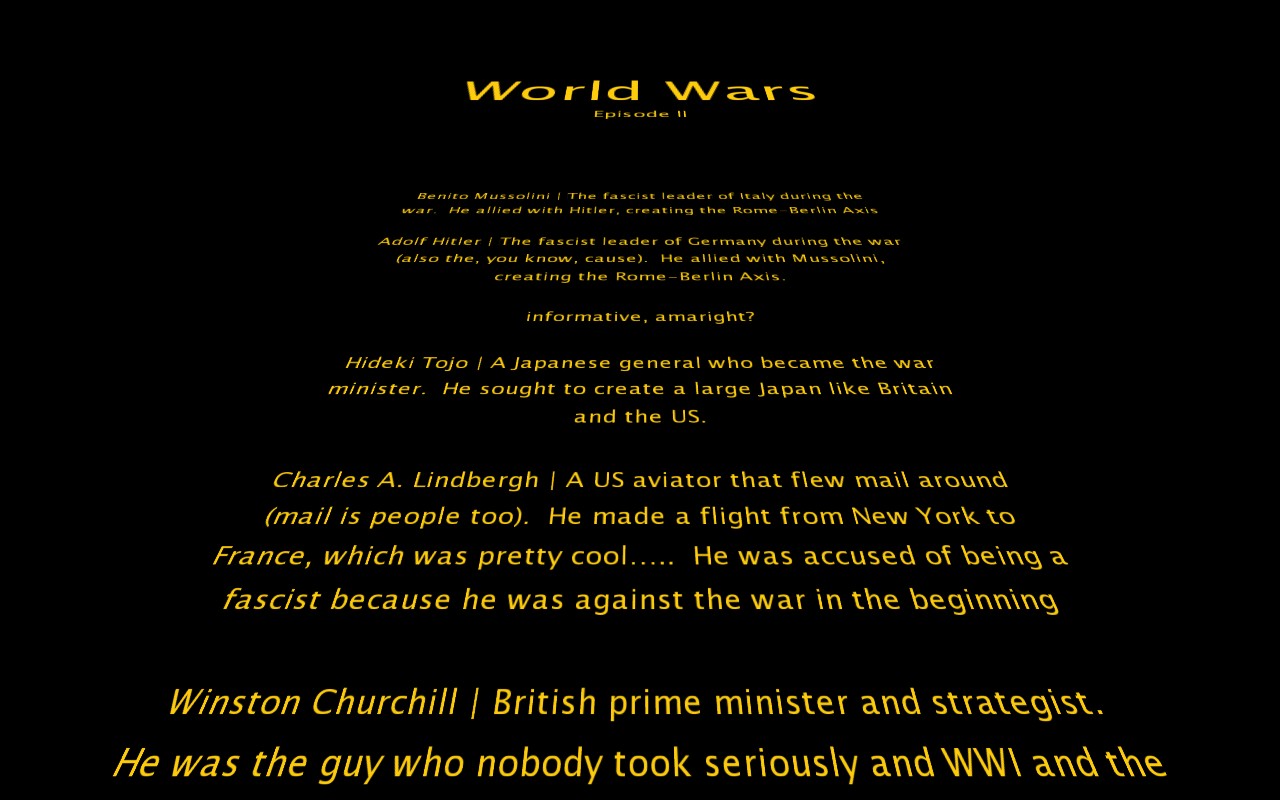 World Wars
Episode II
Benito Mussolini | The fascist leader of Italy during the
war.  He allied with Hitler, creating the Rome-Berlin Axis
Adolf Hitler | The fascist leader of Germany during the war
(also the, you know, cause).  He allied with Mussolini,
creating the Rome-Berlin Axis.
informative, amaright?
Hideki Tojo | A Japanese general who became the war
minister.  He sought to create a large Japan like Britain
and the US.
Charles A. Lindbergh | A US aviator that flew mail around
(mail is people too).  He made a flight from New York to
France, which was pretty cool.....  He was accused of being a
fascist because he was against the war in the beginning
Winston Churchill | British prime minister and strategist.
He was the guy who nobody took seriously and WWI and the